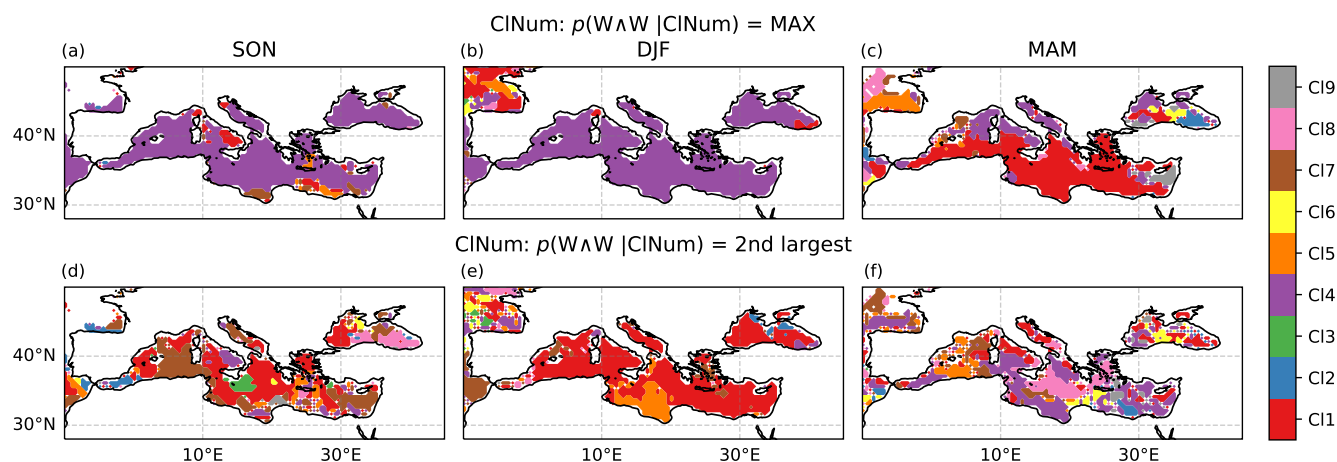 ClNum: p(W∧W |ClNum) = MAX
(a) SON (b) DJF (c) MAM
40°N
30°N
ClNum: p(W∧W |ClNum) = 2nd largest
(d) (e) (f)
40°N
30°N
10°E 30°E 10°E 30°E 10°E 30°E
Cl9
Cl8
Cl7
Cl6
Cl5
Cl4
Cl3
Cl2
Cl1